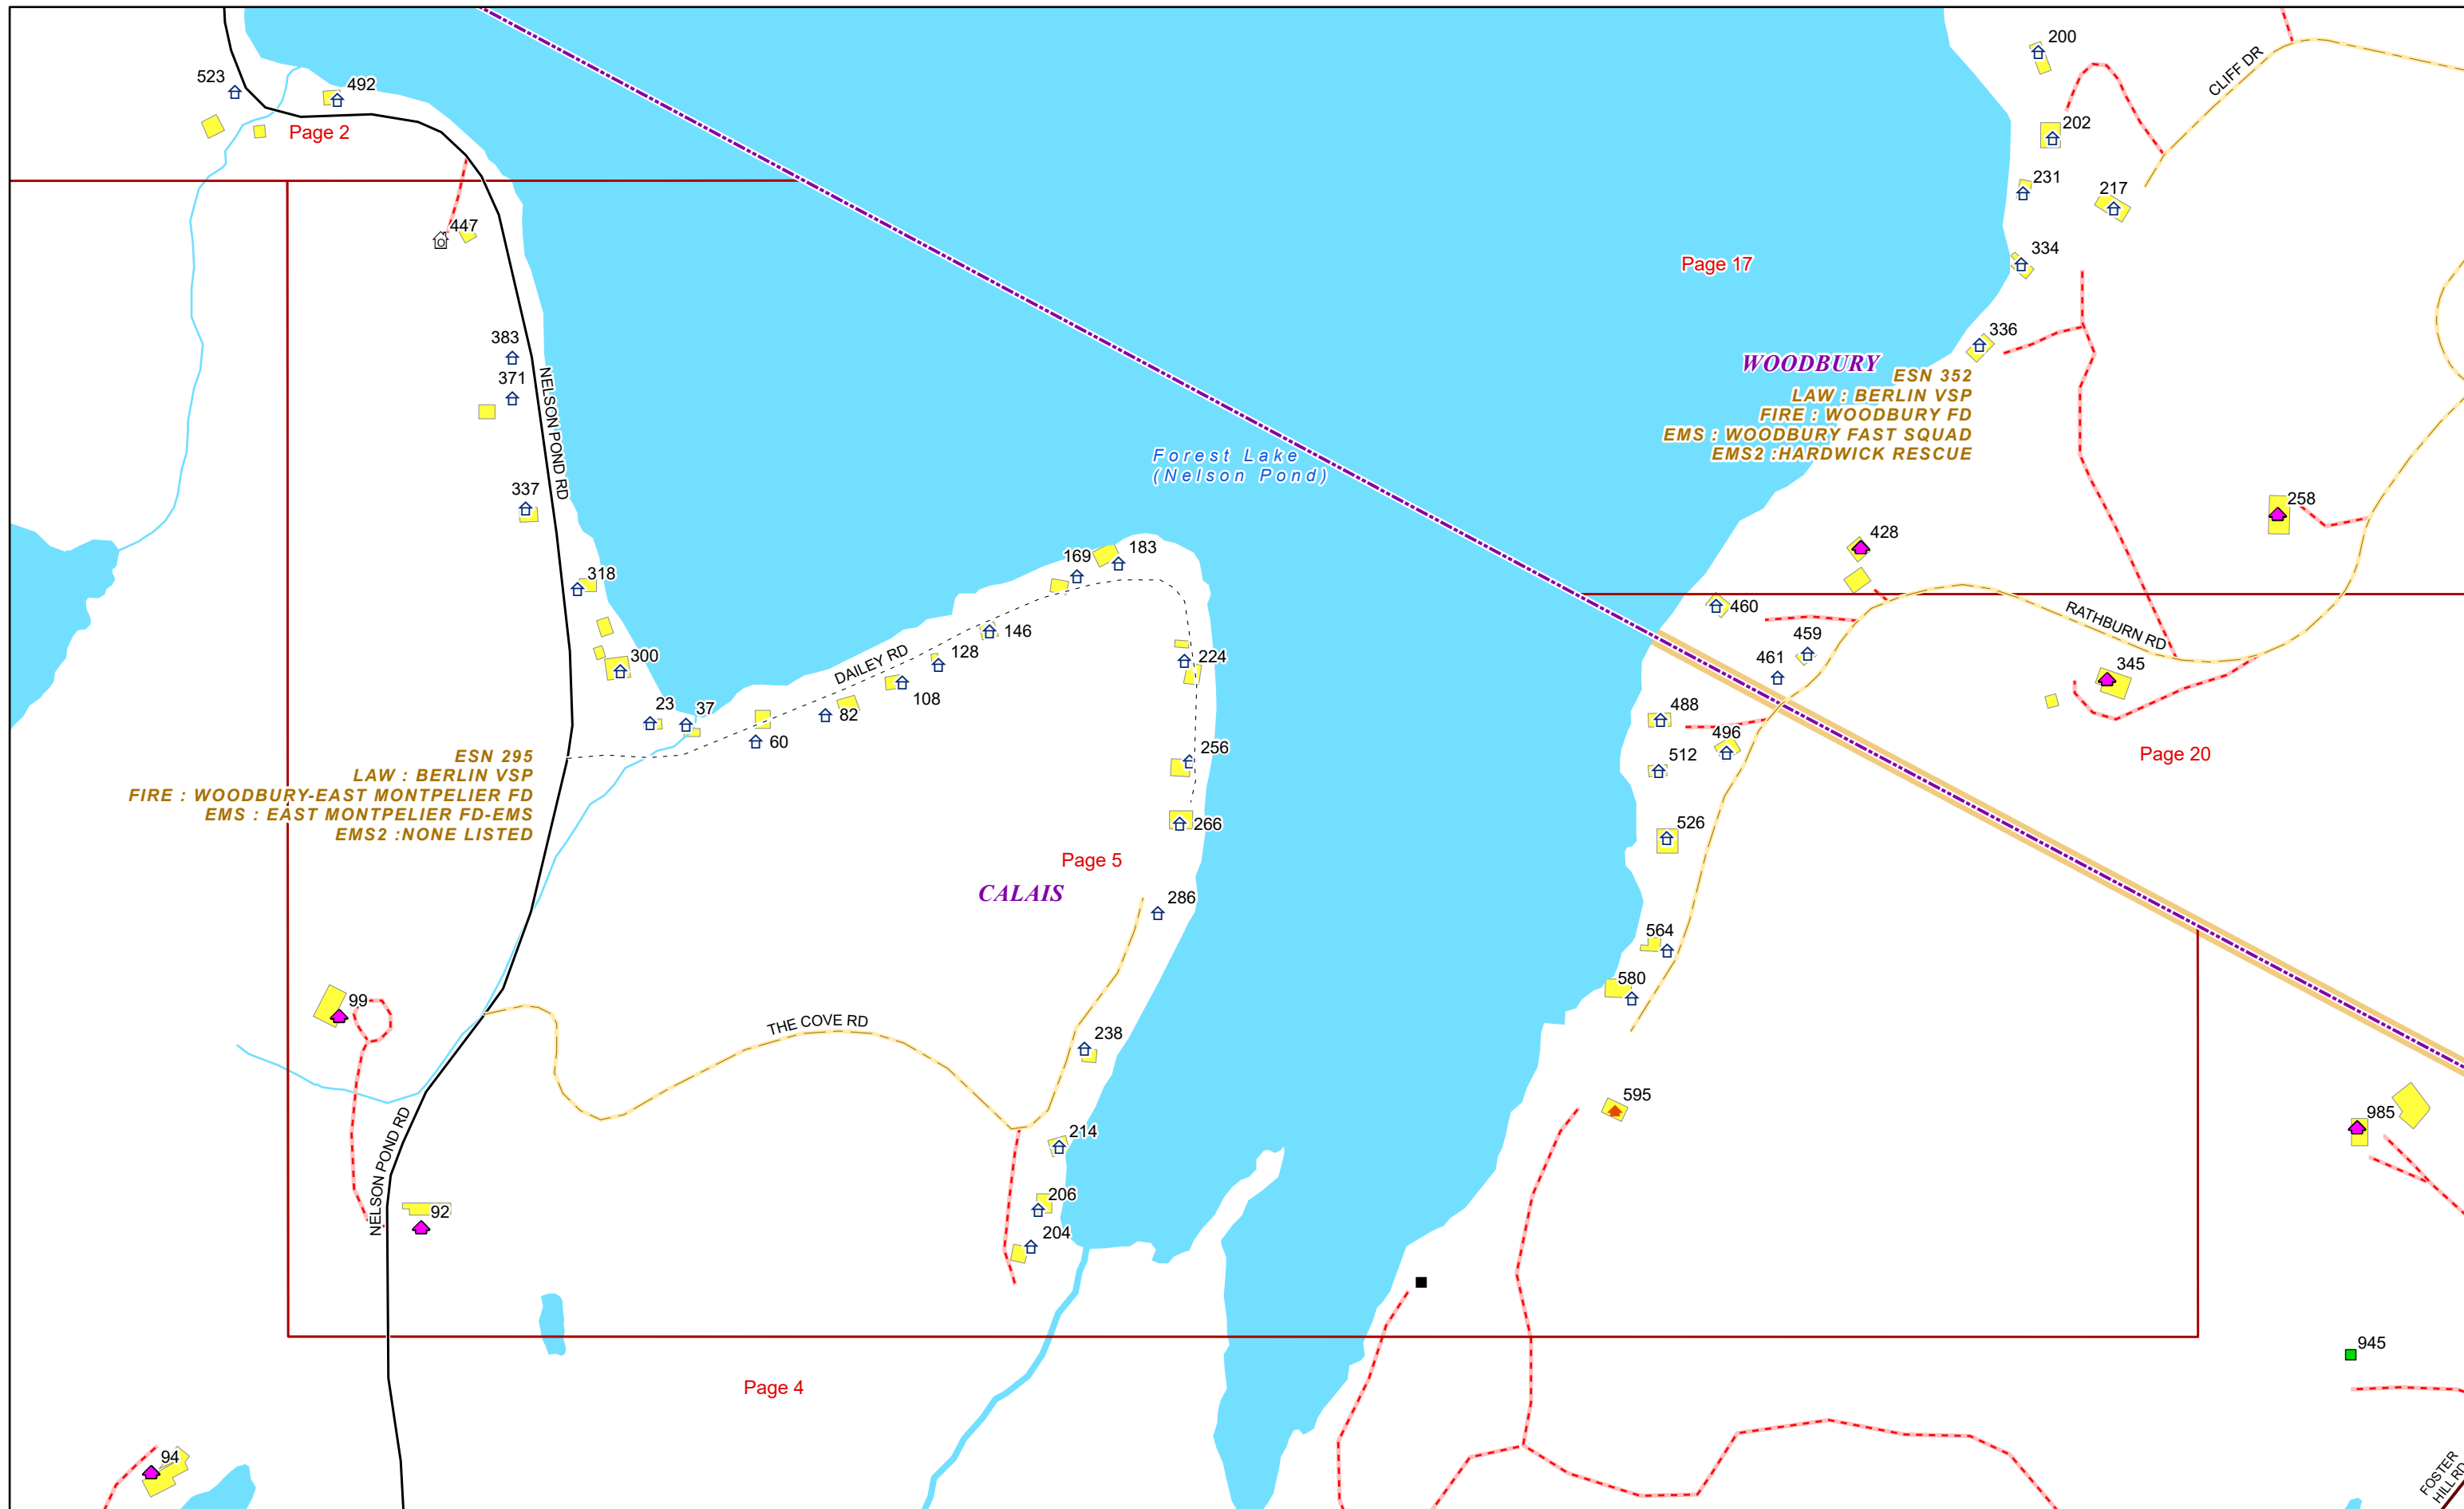 200
CLIFF DR
523
492
Page 2
202
231
217
447
334
Page 17
336
383
WOODBURY
ESN 352
LAW : BERLIN VSP
FIRE : WOODBURY FD
EMS : WOODBURY FAST SQUAD
EMS2 :HARDWICK RESCUE
371
NELSON POND RD
Forest Lake
(Nelson Pond)
337
258
428
183
169
318
460
RATHBURN RD
146
459
128
300
224
461
345
DAILEY RD
108
23
37
82
60
488
496
256
512
Page 20
ESN 295
LAW : BERLIN VSP
FIRE : WOODBURY-EAST MONTPELIER FD
EMS : EAST MONTPELIER FD-EMS
EMS2 :NONE LISTED
266
526
Page 5
CALAIS
286
564
580
99
THE COVE RD
238
595
985
NELSON POND RD
214
206
92
204
945
Page 4
94
FOSTER
HILL RD